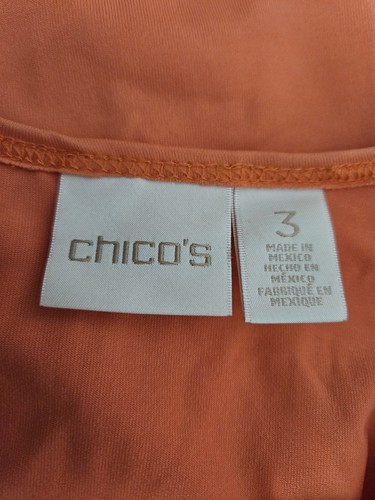 chico's
3
MADE IN
MEXICO
HECHO EN
MÉXICO
FABRIQUÉ EN
MEXIQUE